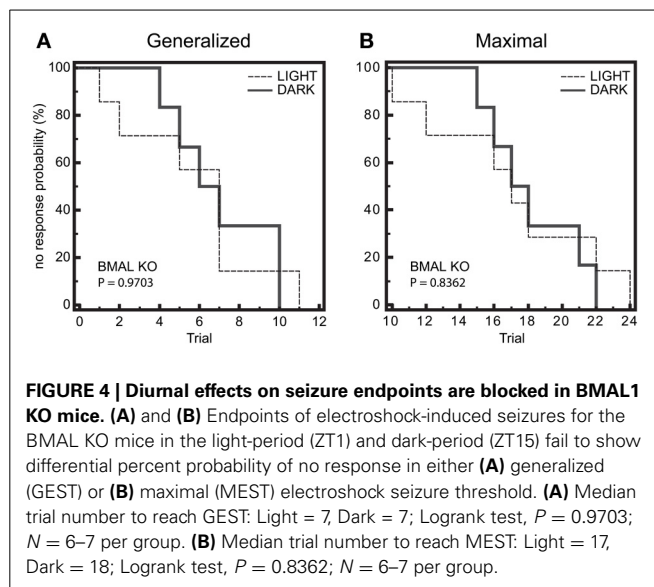 A Generalized
B Maximal
no response probability (%)
100
80
60
40
20
0
LIGHT
DARK
BMAL KO
P = 0.9703
0 2 4 6 8 10 12
Trial
100
80
60
40
20
0
LIGHT
DARK
BMAL KO
P = 0.8362
10 12 14 16 18 20 22 24
Trial
FIGURE 4 | Diurnal effects on seizure endpoints are blocked in BMAL1
KO mice. (A) and (B) Endpoints of electroshock-induced seizures for the
BMAL KO mice in the light-period (ZT1) and dark-period (ZT15) fail to show
differential percent probability of no response in either (A) generalized
(GEST) or (B) maximal (MEST) electroshock seizure threshold. (A) Median
trial number to reach GEST: Light = 7, Dark = 7; Logrank test, P = 0.9703;
N = 6–7 per group. (B) Median trial number to reach MEST: Light = 17,
Dark = 18; Logrank test, P = 0.8362; N = 6–7 per group.